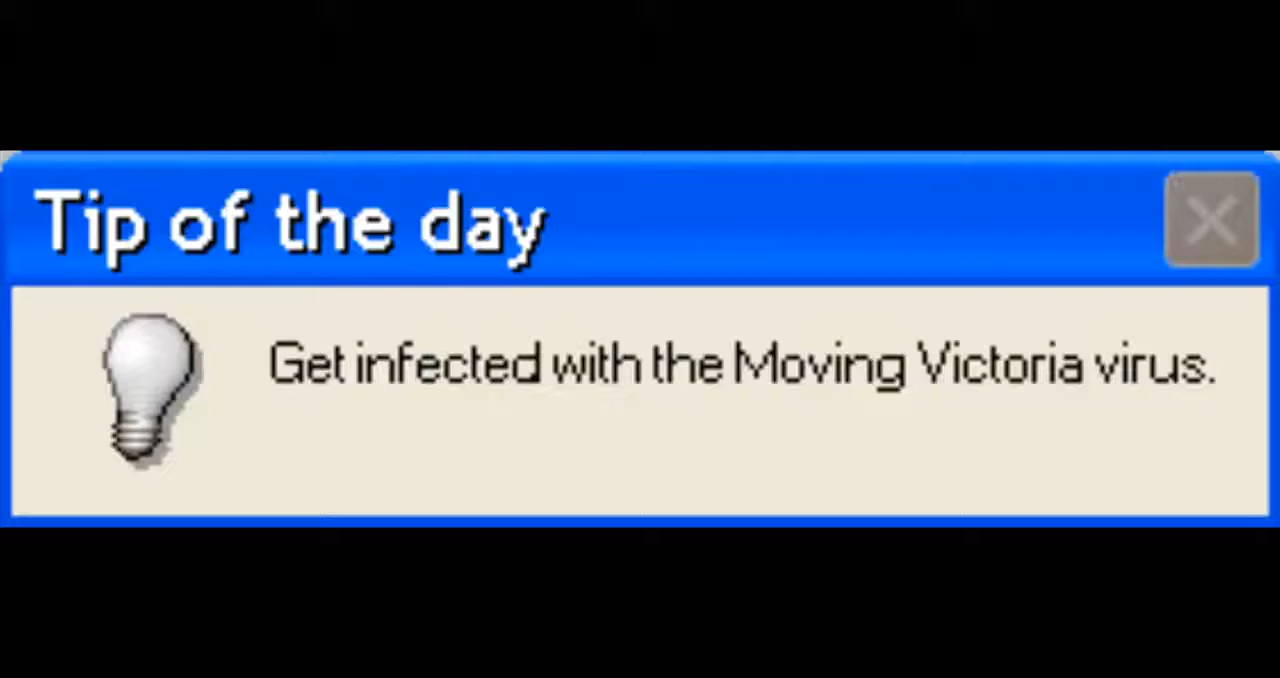 Tip of the day
Get infected with the Moving Victoria virus.